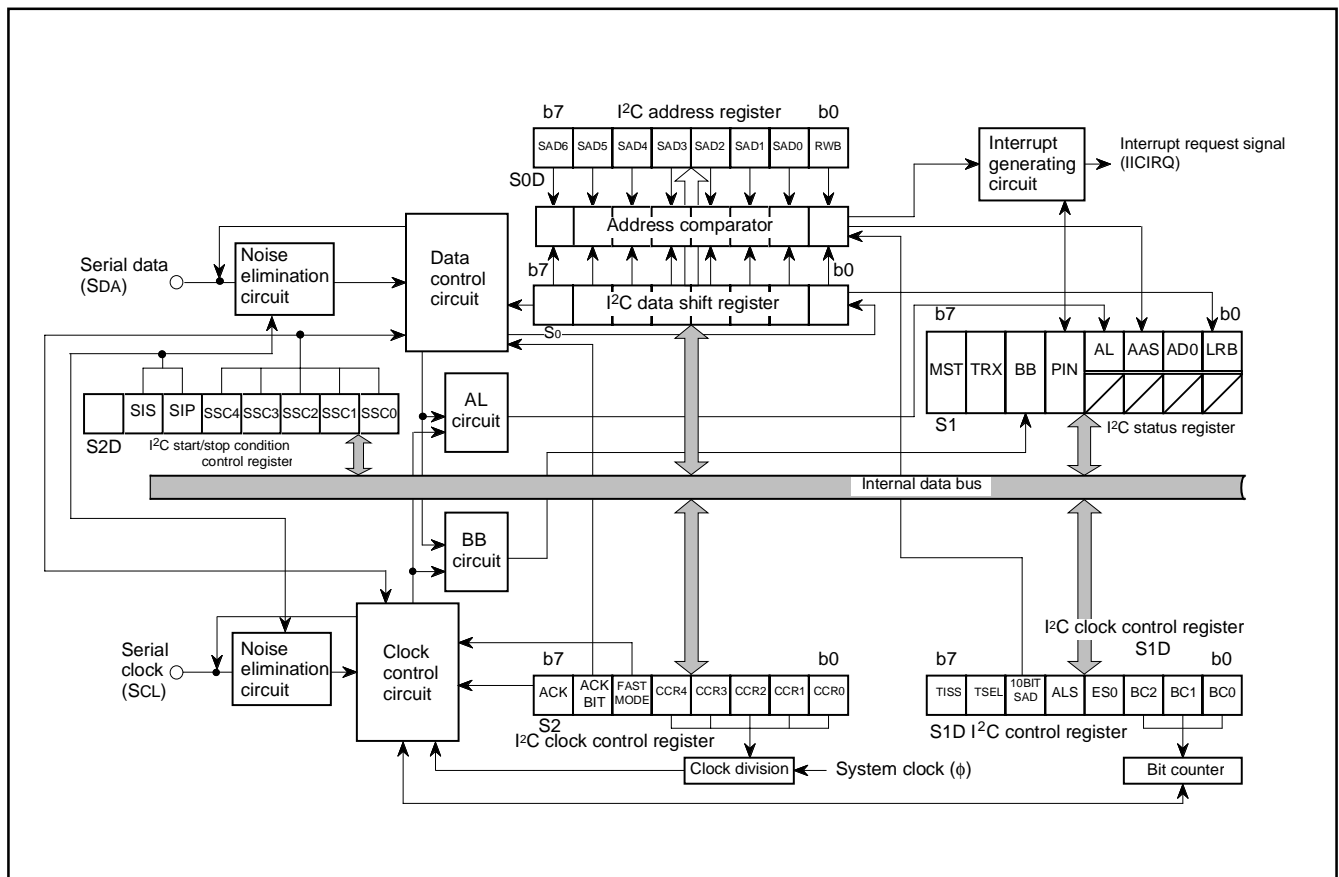 b7 I²C address register b0
SAD6 SAD5 SAD4 SAD3 SAD2 SAD1 SAD0 RWB
S0D
Interrupt
generating
circuit
Interrupt request signal
(IICIRQ)
Address comparator
b7 b0
I²C data shift register
S0
Serial data
(SDA)
Noise
elimination
circuit
Data
control
circuit
b7 b0
MST TRX BB PIN AL AAS AD0 LRB
S1
I²C status register
SIS SIP SSC4 SSC3 SSC2 SSC1 SSC0
S2D
I²C start/stop condition
control register
AL
circuit
Internal data bus
BB
circuit
Serial
clock
(SCL)
Noise
elimination
circuit
Clock
control
circuit
b7 b0
ACK ACK BIT FAST MODE CCR4 CCR3 CCR2 CCR1 CCR0
S2
I²C clock control register
Clock division
System clock (ϕ)
I²C clock control register
S1D
b7 b0
TISS TSEL 10BIT SAD ALS ES0 BC2 BC1 BC0
S1D I²C control register
Bit counter